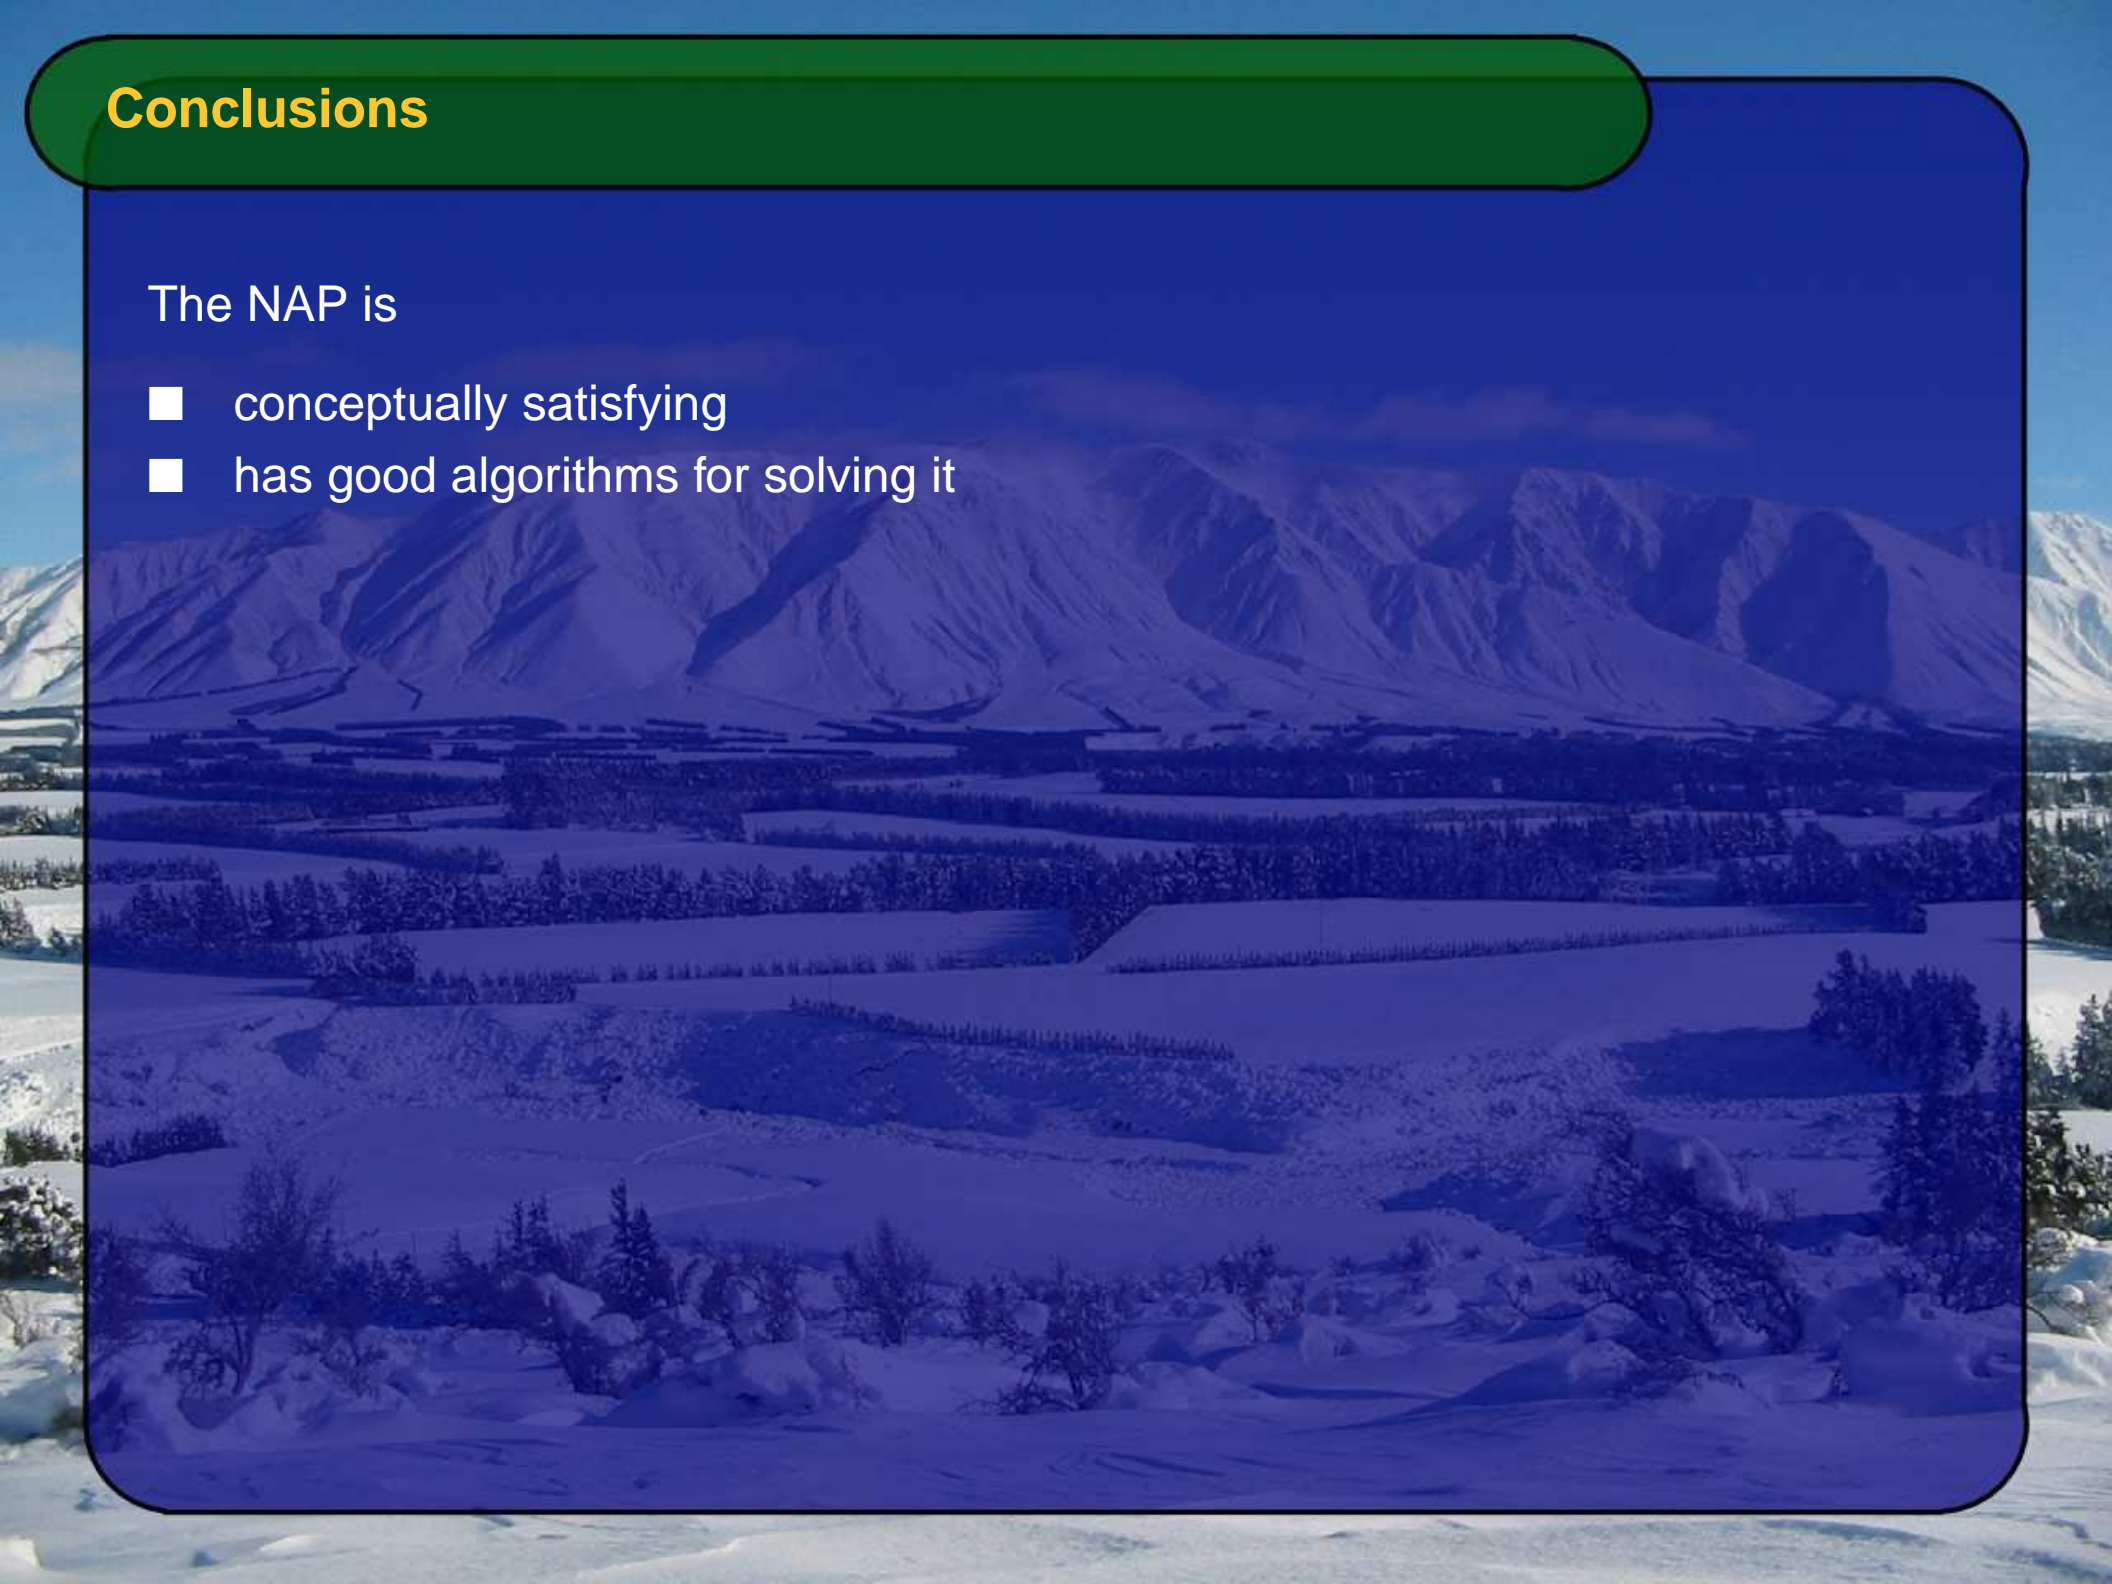 Conclusions
The NAP is
■ conceptually satisfying
■ has good algorithms for solving it